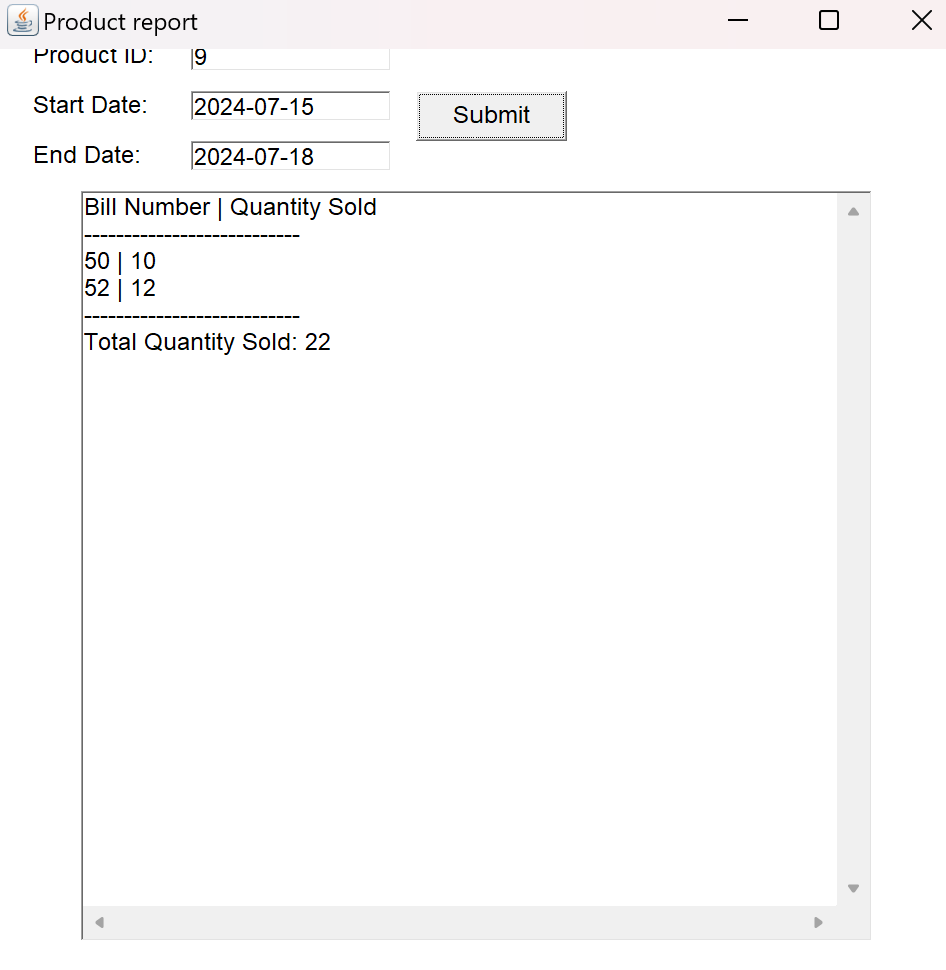 Product report
Product ID: 9
Start Date: 2024-07-15
Submit
End Date: 2024-07-18
Bill Number | Quantity Sold
---------------------------
50 | 10
52 | 12
---------------------------
Total Quantity Sold: 22